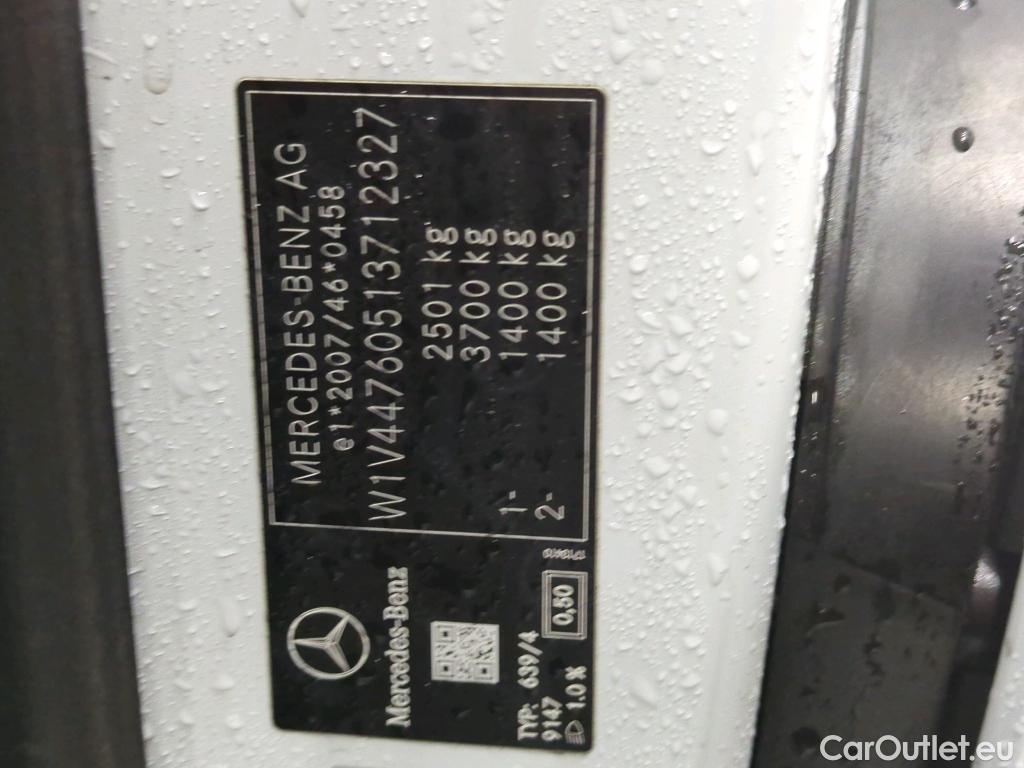 MERCEDES-BENZ AG
e1*2007/46*0458
W1V44760513712327
2501 kg
3700 kg
1- 1400 kg
2- 1400 kg
Mercedes-Benz
TYP: 639/4
9147
1.0%
0,50
CarOutlet.eu